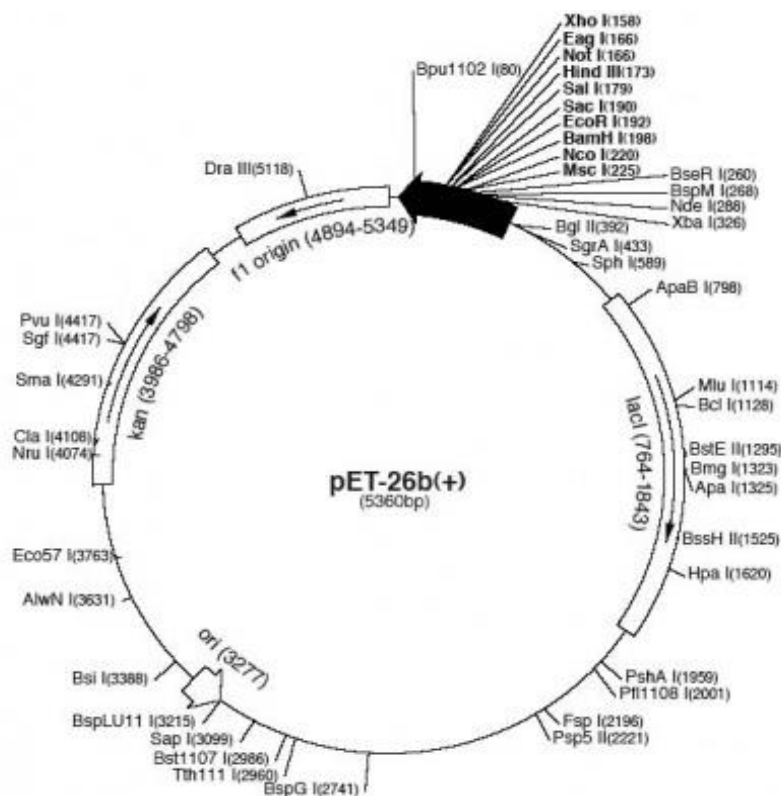 Xho I(158)
Eag I(166)
Not I(166)
Hind III(173)
Sal I(179)
Sac I(190)
EcoR I(192)
BamH I(198)
Nco I(220)
Msc I(225)
BseR I(260)
BspM I(268)
Nde I(288)
Xba I(326)
Bgl II(392)
SgrA I(433)
Sph I(589)
ApaB I(798)
lacI (764-1843)
Mlu I(1114)
Bcl I(1128)
BstE II(1295)
Bmg I(1323)
Apa I(1325)
BssH II(1525)
Hpa I(1620)
PshA I(1959)
Pfl1108 I(2001)
Fsp I(2196)
Psp5 II(2221)
BspG I(2741)
Tth111 I(2960)
Bst1107 I(2986)
Sap I(3099)
BspLU11 I(3215)
ori (3277)
Bsi I(3388)
AlwN I(3631)
Eco57 I(3763)
Nru I(4074)
Cla I(4108)
kan (3986-4798)
Sma I(4291)
Sgf I(4417)
Pvu I(4417)
f1 origin (4894-5349)
Dra III(5118)
Bpu1102 I(80)
pET-26b(+)
(5360bp)